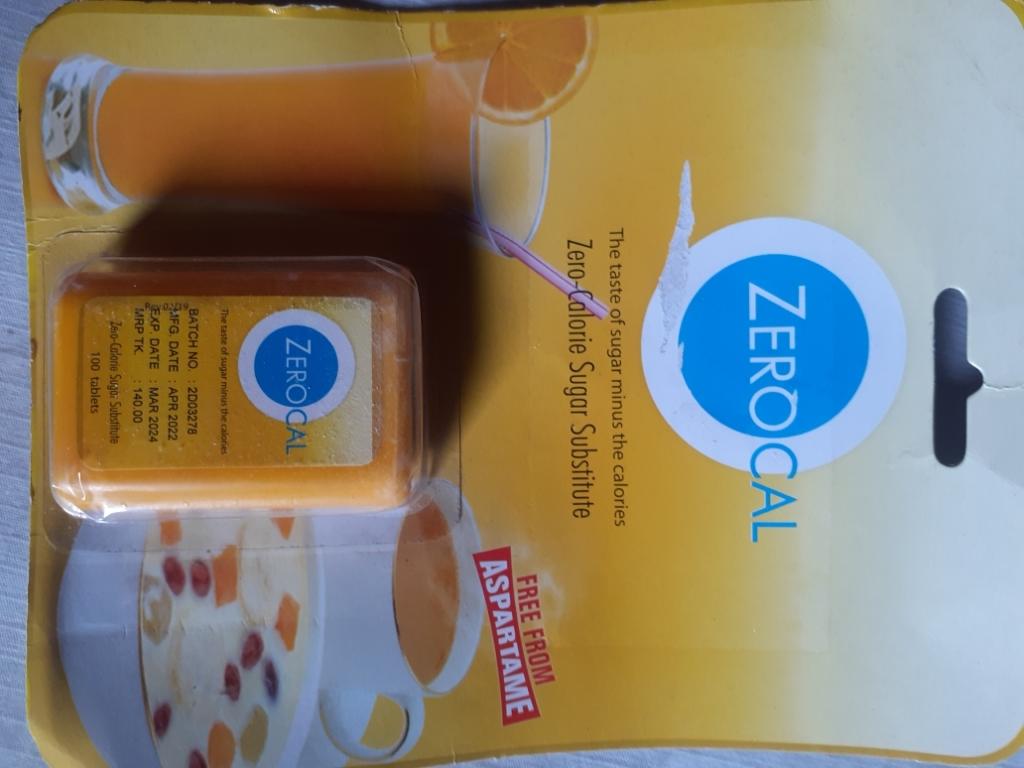 ZEROCAL
The taste of sugar minus the calories
Zero-Calorie Sugar Substitute
FREE FROM
ASPARTAME
ZEROCAL
The taste of sugar minus the calories
BATCH NO. : 2D03278
MFG. DATE : APR 2022
EXP. DATE : MAR 2024
MRP TK. : 140.00
Zero-Calorie Sugar Substitute
100 tablets